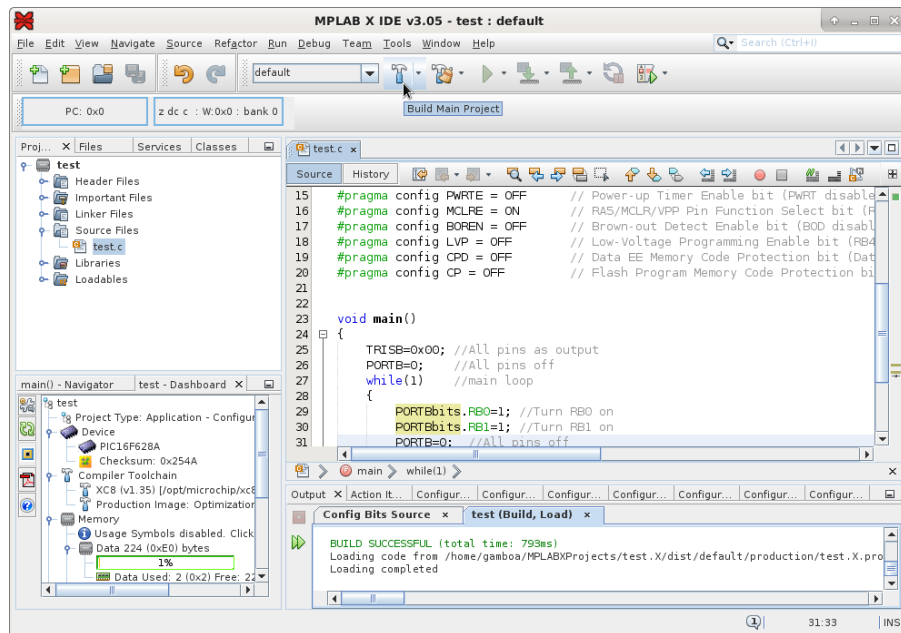 MPLAB X IDE v3.05 - test : default
File Edit View Navigate Source Refactor Run Debug Team Tools Window Help
Search (Ctrl+I)
default
PC: 0x0
z dc c : W:0x0 : bank 0
Build Main Project
Proj... X Files Services Classes
test
Header Files
Important Files
Linker Files
Source Files
test.c
Libraries
Loadables
test.c x
Source History
15 #pragma config PWRTE = OFF // Power-up Timer Enable bit (PWRT disable
16 #pragma config MCLRE = ON // RA5/MCLR/VPP Pin Function Select bit (R
17 #pragma config BOREN = OFF // Brown-out Detect Enable bit (BOD disabl
18 #pragma config LVP = OFF // Low-Voltage Programming Enable bit (RB4
19 #pragma config CPD = OFF // Data EE Memory Code Protection bit (Dat
20 #pragma config CP = OFF // Flash Program Memory Code Protection bi
21
22
23 void main()
24 {
25 TRISB=0x00; //All pins as output
26 PORTB=0; //All pins off
27 while(1) //main loop
28 {
29 PORTBbits.RB0=1; //Turn RB0 on
30 PORTBbits.RB1=1; //Turn RB1 on
31 PORTB=0; //All pins off
main while(1)
main() - Navigator test - Dashboard X
test
Project Type: Application - Configur
Device
PIC16F628A
Checksum: 0x254A
Compiler Toolchain
XC8 (v1.35) [/opt/microchip/xc8
Production Image: Optimization
Memory
Usage Symbols disabled. Click
Data 224 (0xE0) bytes
1%
Data Used: 2 (0x2) Free: 22
Output X Action It... Configur... Configur... Configur... Configur... Configur... Configur... Configur...
Config Bits Source x test (Build, Load) x
BUILD SUCCESSFUL (total time: 793ms)
Loading code from /home/gamboa/MPLABXProjects/test.X/dist/default/production/test.X.pro
Loading completed
1 31:33 INS